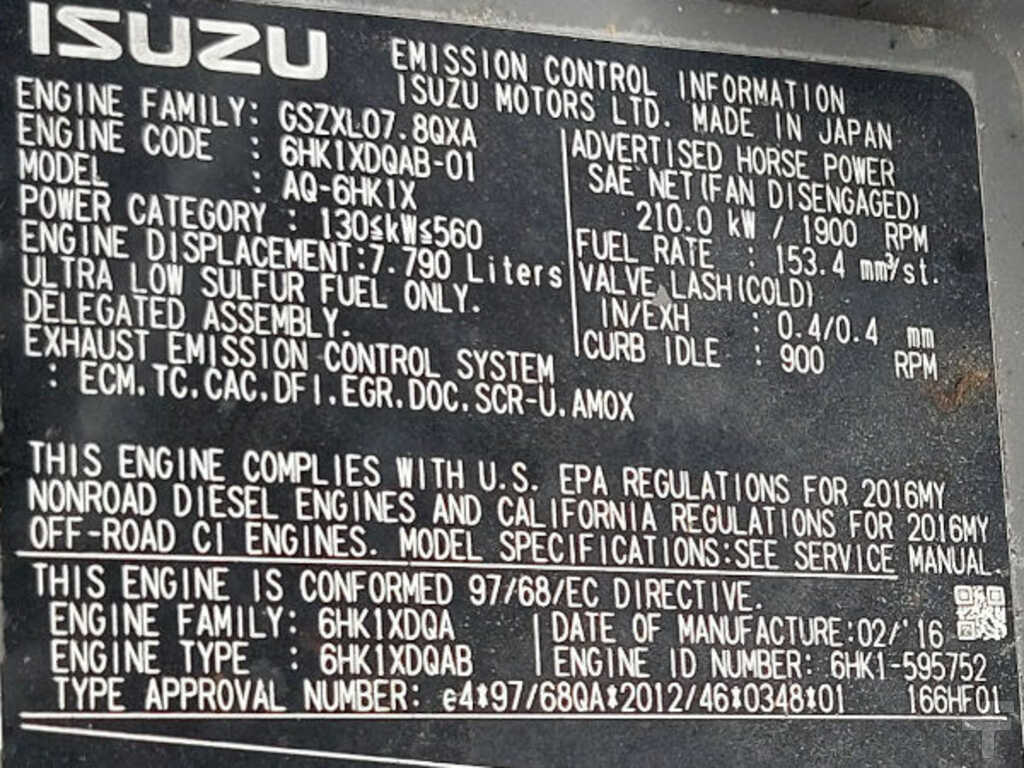 ISUZU
EMISSION CONTROL INFORMATION
ISUZU MOTORS LTD. MADE IN JAPAN
ENGINE FAMILY: GSZXL07.8QXA
ENGINE CODE : 6HK1XDQAB-01
MODEL : AQ-6HK1X
POWER CATEGORY : 130≤kW≤560
ENGINE DISPLACEMENT:7.790 Liters
ULTRA LOW SULFUR FUEL ONLY.
DELEGATED ASSEMBLY.
EXHAUST EMISSION CONTROL SYSTEM
: ECM.TC.CAC.DFI.EGR.DOC.SCR-U.AMOX
ADVERTISED HORSE POWER
SAE NET(FAN DISENGAGED)
210.0 kW / 1900 RPM
FUEL RATE : 153.4 mm³/st.
VALVE LASH(COLD)
IN/EXH : 0.4/0.4 mm
CURB IDLE : 900 RPM
THIS ENGINE COMPLIES WITH U.S. EPA REGULATIONS FOR 2016MY
NONROAD DIESEL ENGINES AND CALIFORNIA REGULATIONS FOR 2016MY
OFF-ROAD CI ENGINES. MODEL SPECIFICATIONS:SEE SERVICE MANUAL.
THIS ENGINE IS CONFORMED 97/68/EC DIRECTIVE.
ENGINE FAMILY: 6HK1XDQA
ENGINE TYPE : 6HK1XDQAB
DATE OF MANUFACTURE:02/'16
ENGINE ID NUMBER: 6HK1-595752
TYPE APPROVAL NUMBER: e4*97/68QA*2012/46*0348*01 166HF01
T